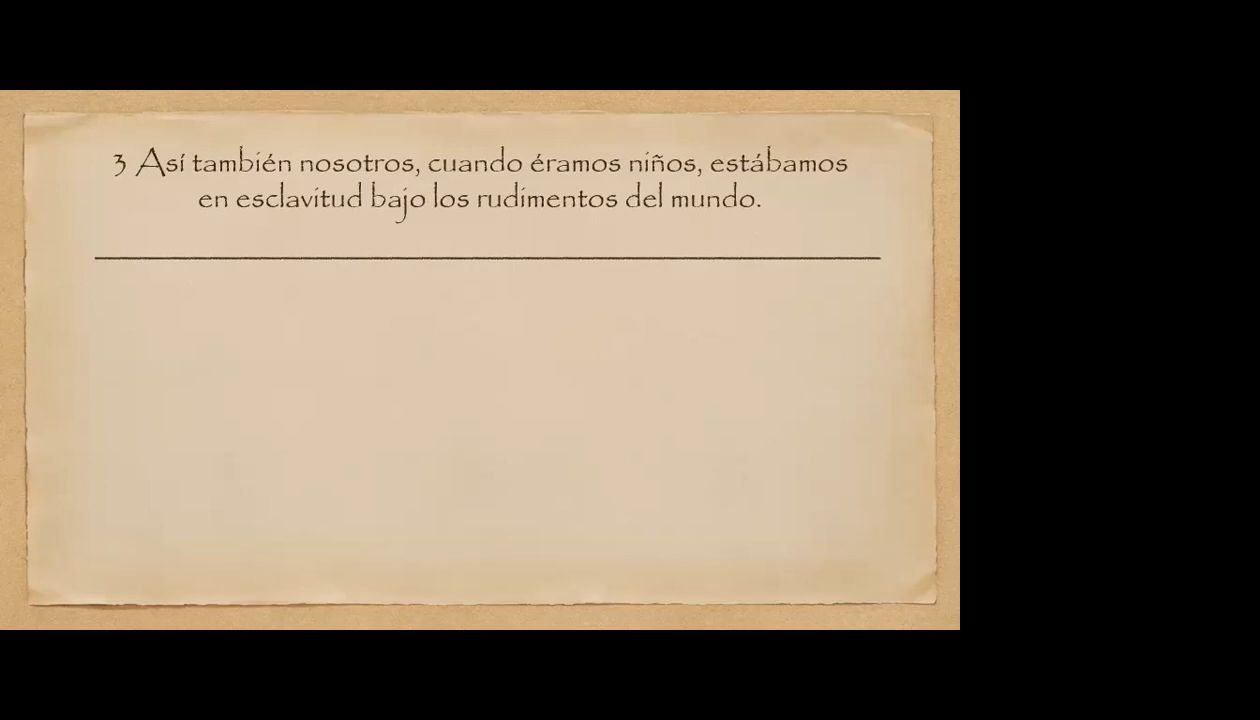 3 Así también nosotros, cuando éramos niños, estábamos
en esclavitud bajo los rudimentos del mundo.